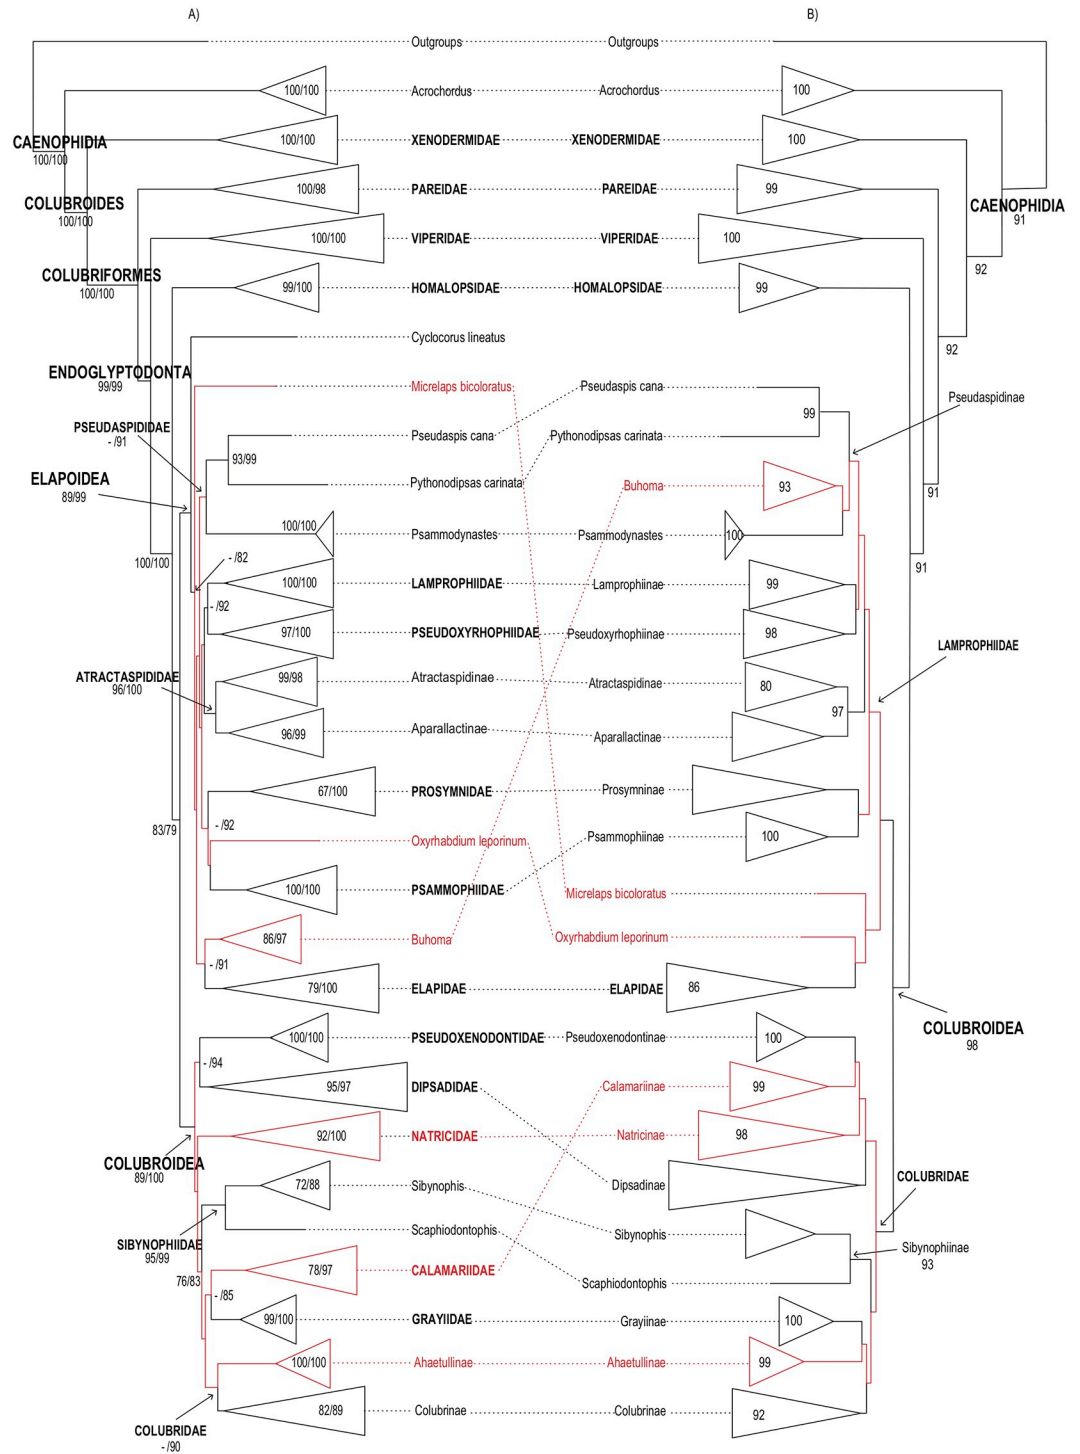 A) B)
Outgroups Outgroups
100/100 Acrochordus Acrochordus 100
CAENOPHIDIA
100/100
100/100 XENODERMIDAE XENODERMIDAE 100
100/98 PAREIDAE PAREIDAE 99
COLUBROIDES
100/100
CAENOPHIDIA
91
100/100 VIPERIDAE VIPERIDAE 100
92
COLUBRIFORMES
100/100
99/100 HOMALOPSIDAE HOMALOPSIDAE 99
Cyclocorus lineatus
92
ENDOGLYPTODONTA
99/99
Micrelaps bicoloratus Pseudaspis cana
99
Pseudaspidinae
PSEUDASPIDIDAE
- /91
Pseudaspis cana Pythonodipsas carinata
93/99
ELAPOIDEA
89/99
Pythonodipsas carinata Buhoma 93
91
100/100 Psammodynastes Psammodynastes 100
100/100
- /82
91
100/100 LAMPROPHIIDAE Lamprophiinae 99
- /92
97/100 PSEUDOXYRHOPHIIDAE Pseudoxyrhophiinae 98
LAMPROPHIIDAE
ATRACTASPIDIDAE
96/100
99/98 Atractaspidinae Atractaspidinae 80
97
96/99 Aparallactinae Aparallactinae
67/100 PROSYMNIDAE Prosymninae
83/79
- /92
Oxyrhabdium leporinum Psammophiinae 100
100/100 PSAMMOPHIIDAE Micrelaps bicoloratus
86/97 Buhoma Oxyrhabdium leporinum
- /91
79/100 ELAPIDAE ELAPIDAE 86
COLUBROIDEA
98
100/100 PSEUDOXENODONTIDAE Pseudoxenodontinae 100
- /94
95/97 DIPSADIDAE Calamariinae 99
92/100 NATRICIDAE Natricinae 98
COLUBROIDEA
89/100
72/88 Sibynophis Dipsadinae
COLUBRIDAE
Scaphiodontophis Sibynophis
SIBYNOPHIIDAE
95/99
Sibynophiinae
93
76/83
78/97 CALAMARIIDAE Scaphiodontophis
- /85
99/100 GRAYIIDAE Grayiinae 100
100/100 Ahaetullinae Ahaetullinae 99
82/89 Colubrinae Colubrinae 92
COLUBRIDAE
- /90